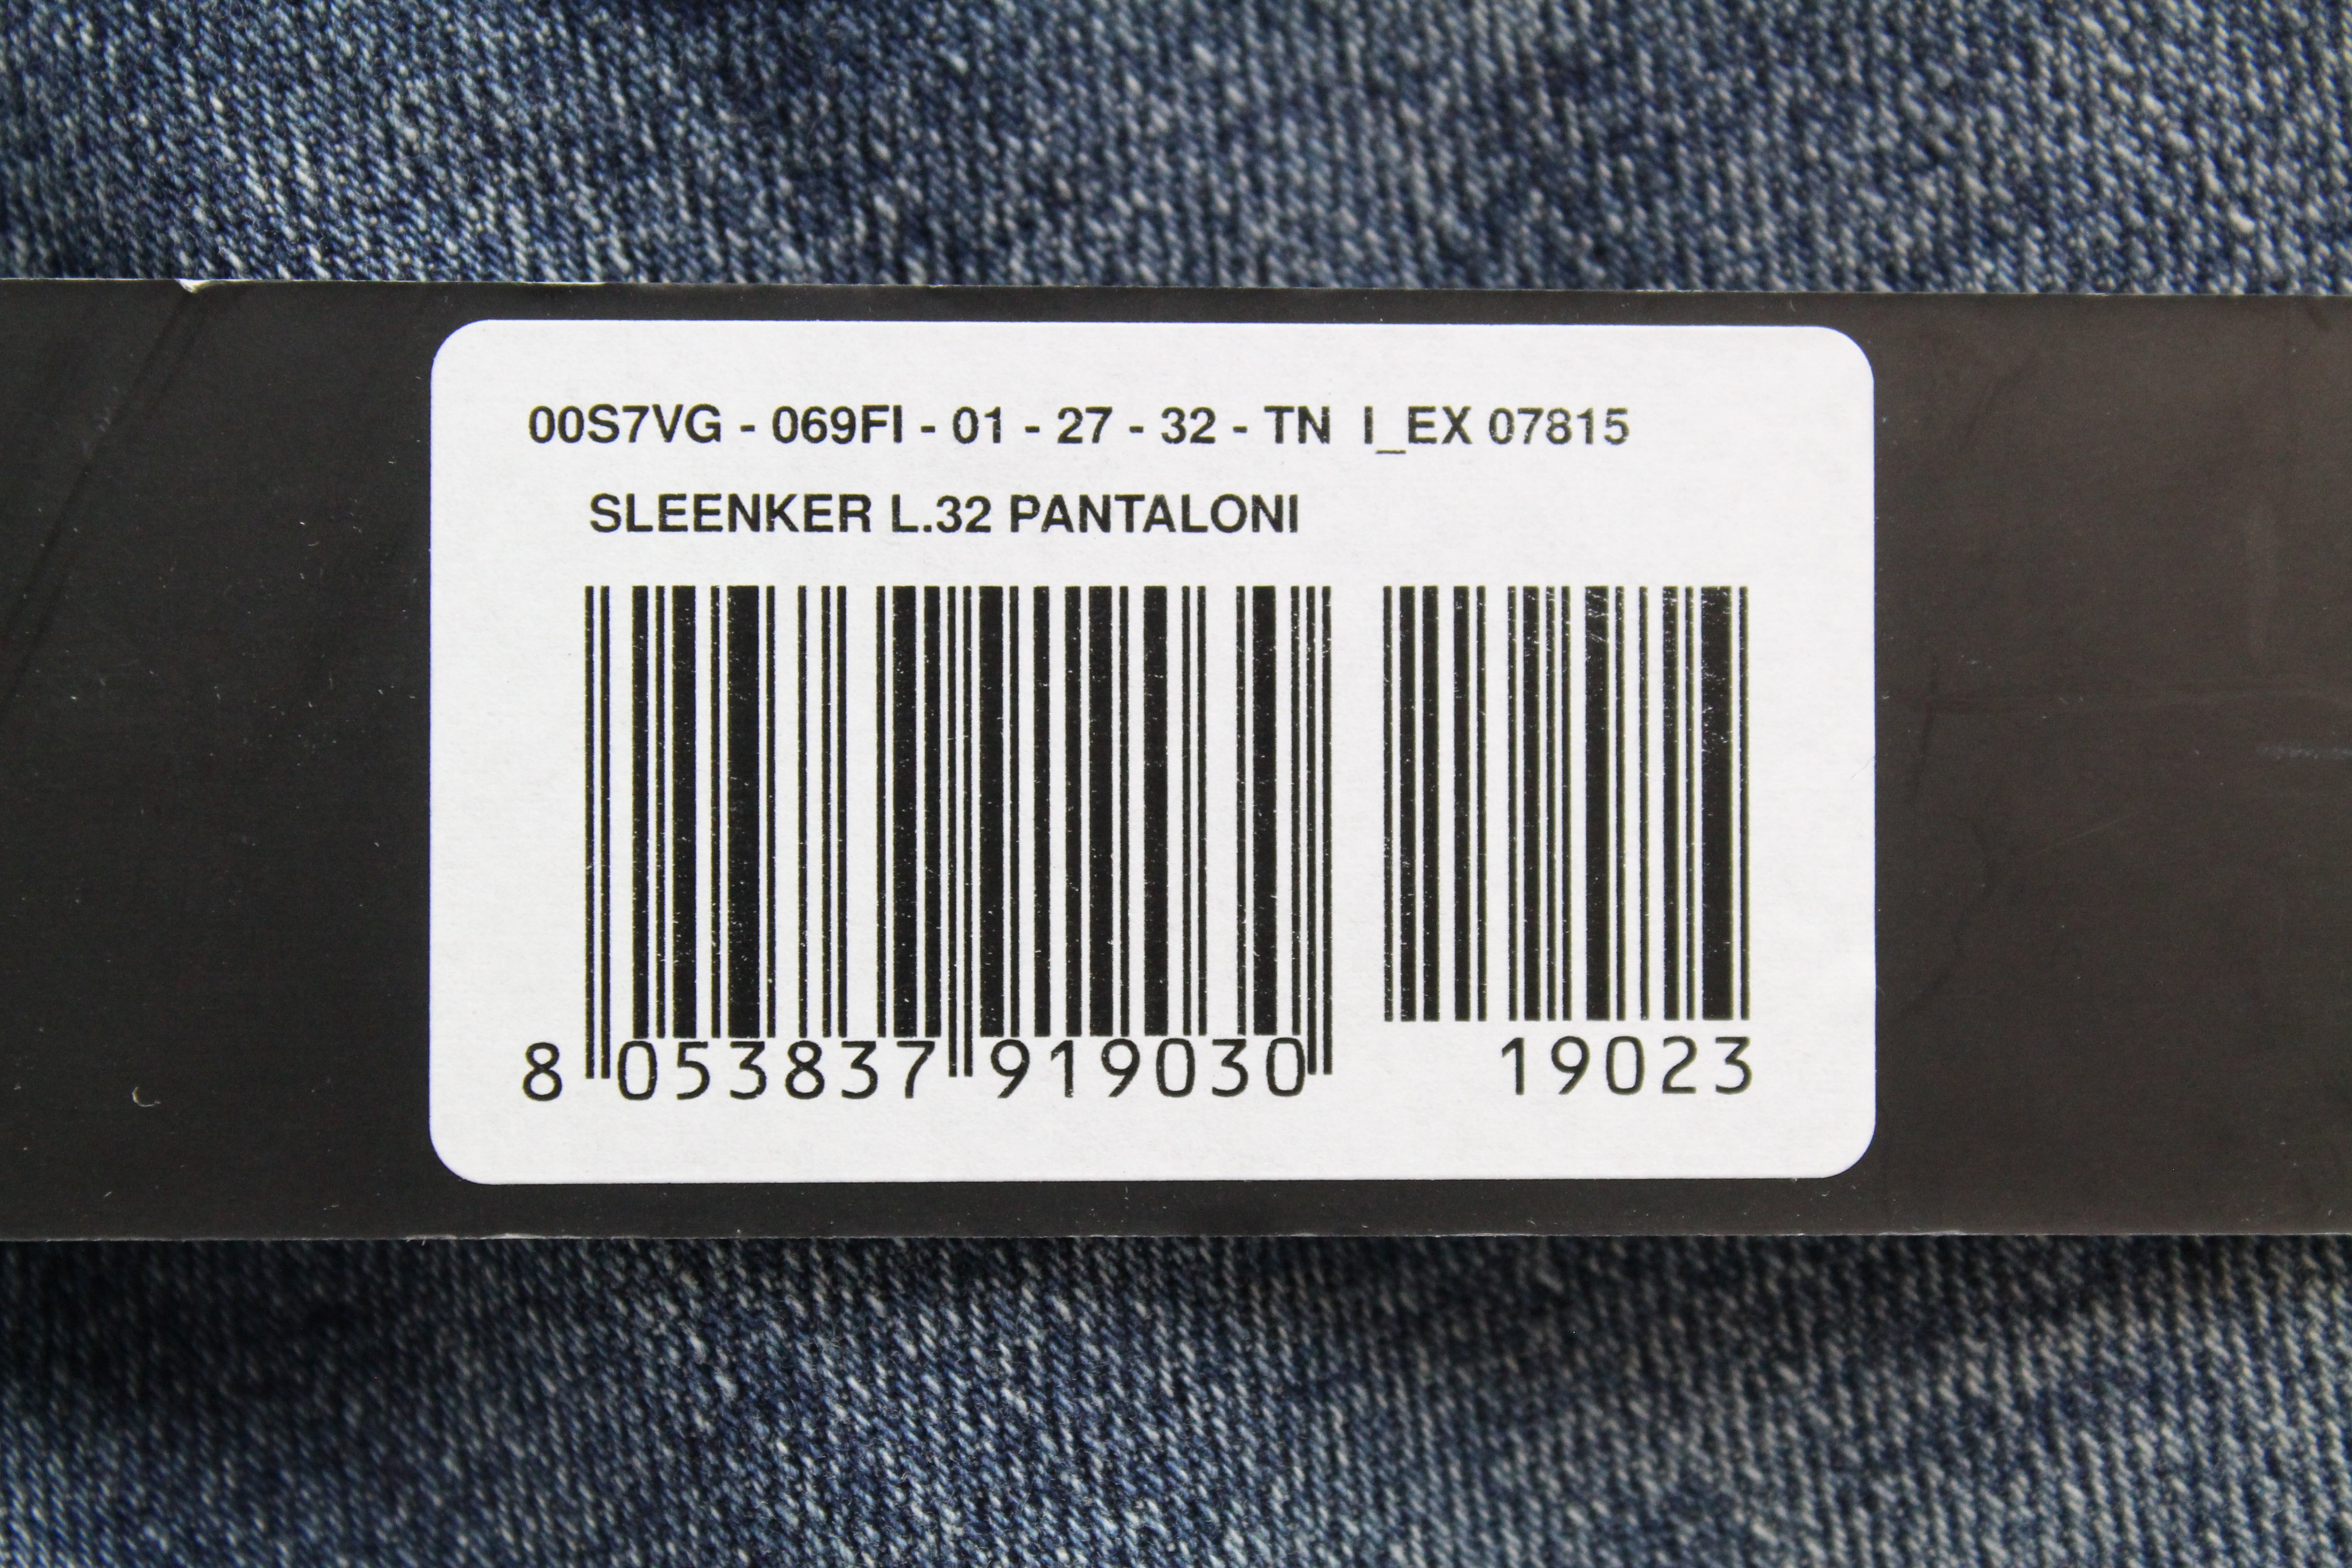 00S7VG - 069FI - 01 - 27 - 32 - TN I_EX 07815
SLEENKER L.32 PANTALONI
8 053837 919030 19023